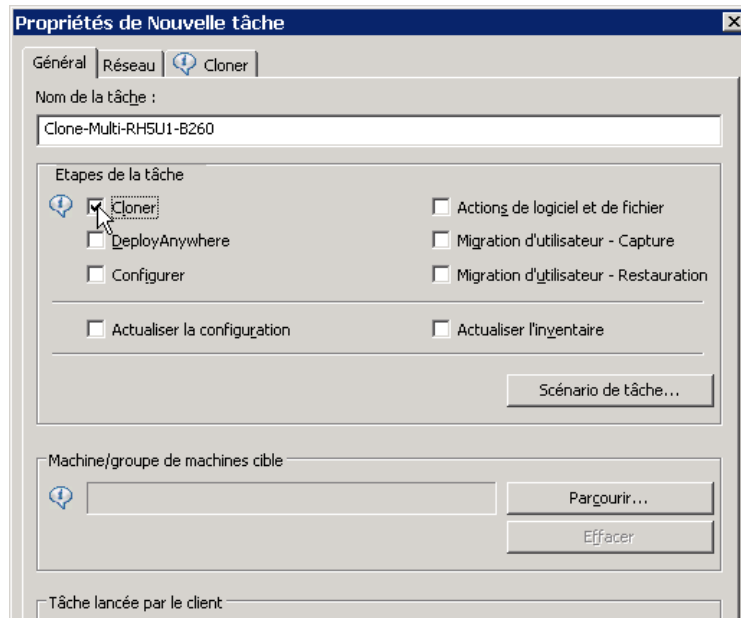 Propriétés de Nouvelle tâche
Général Réseau Cloner
Nom de la tâche :
Clone-Multi-RH5U1-B260
Etapes de la tâche
Cloner Actions de logiciel et de fichier
DeployAnywhere Migration d'utilisateur - Capture
Configurer Migration d'utilisateur - Restauration
Actualiser la configuration Actualiser l'inventaire
Scénario de tâche...
Machine/groupe de machines cible
Parcourir...
Effacer
Tâche lancée par le client